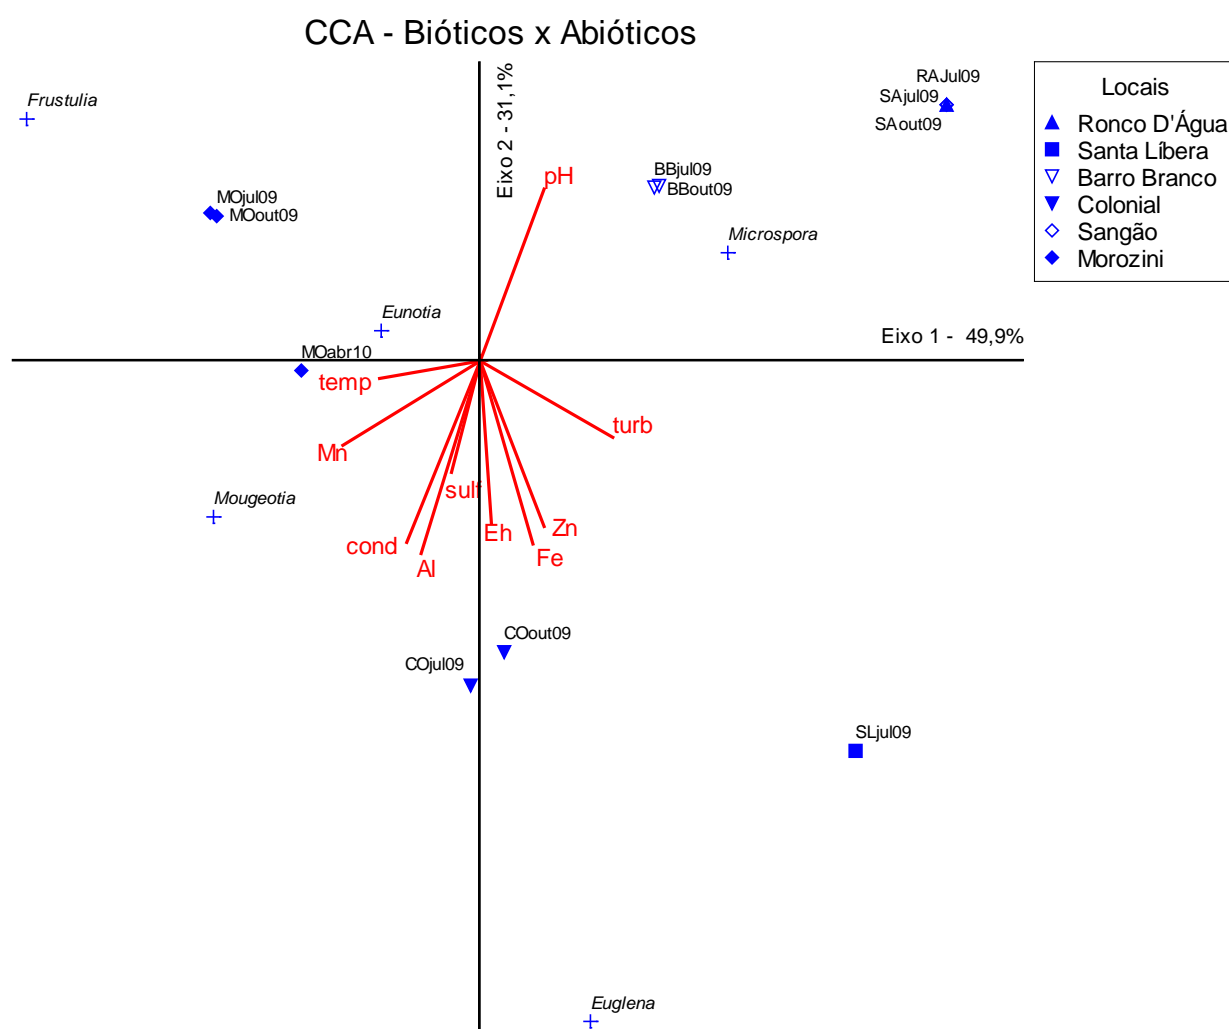 CCA - Bióticos x Abióticos
Eixo 2 - 31,1%
RAJul09
SAjul09
SAout09
Locais
Ronco D'Água
Santa Líbera
Barro Branco
Colonial
Sangão
Morozini
Frustulia
pH
BBjul09
BBout09
MOjul09
MOout09
Microspora
Eunotia
Eixo 1 - 49,9%
MOabr10
temp
turb
Mn
sulf
Mougeotia
Eh
Zn
cond
Fe
Al
COout09
COjul09
SLjul09
Euglena